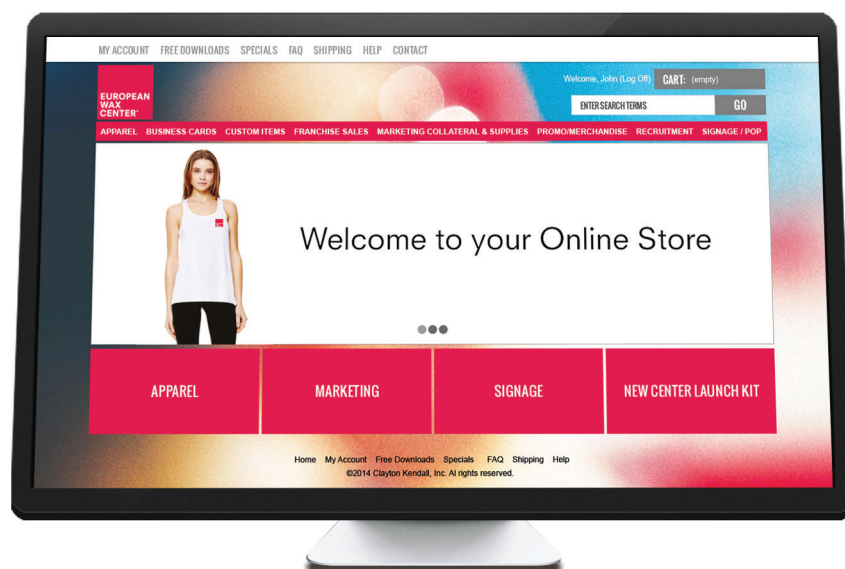 MY ACCOUNT FREE DOWNLOADS SPECIALS FAQ SHIPPING HELP CONTACT
EUROPEAN
WAX
CENTER
Welcome, John (Log Off) CART: (empty)
ENTER SEARCH TERMS GO
APPAREL BUSINESS CARDS CUSTOM ITEMS FRANCHISE SALES MARKETING COLLATERAL & SUPPLIES PROMO/MERCHANDISE RECRUITMENT SIGNAGE / POP
Welcome to your Online Store
APPAREL MARKETING SIGNAGE NEW CENTER LAUNCH KIT
Home My Account Free Downloads Specials FAQ Shipping Help
©2014 Clayton Kendall, Inc. Al rights reserved.